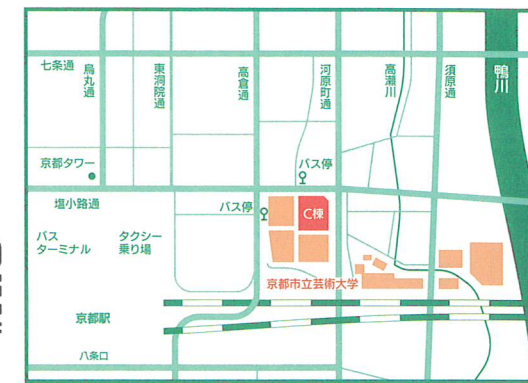 七条通
烏丸通
東洞院通
高倉通
河原町通
高瀬川
須原通
鴨川
京都タワー
バス停
塩小路通
バス停
C棟
バス
ターミナル
タクシー
乗り場
京都市立芸術大学
京都駅
八条口